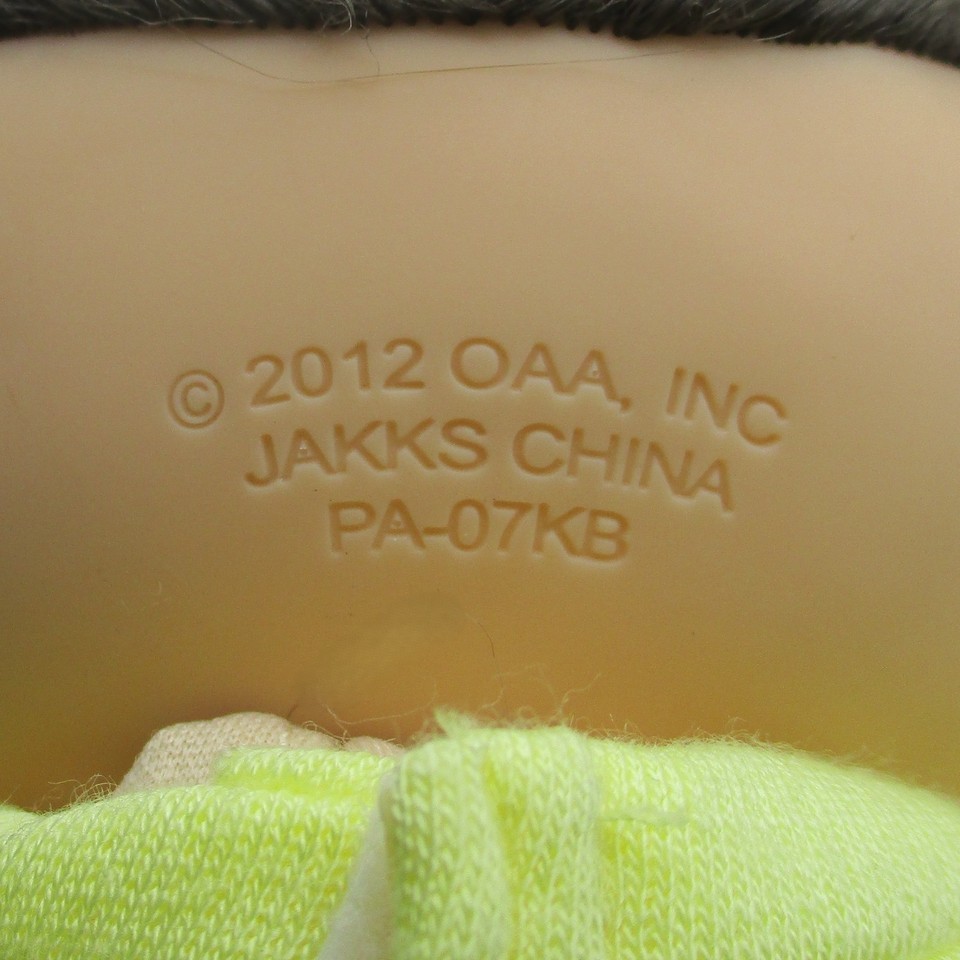 © 2012 OAA, INC
JAKKS CHINA
PA-07KB